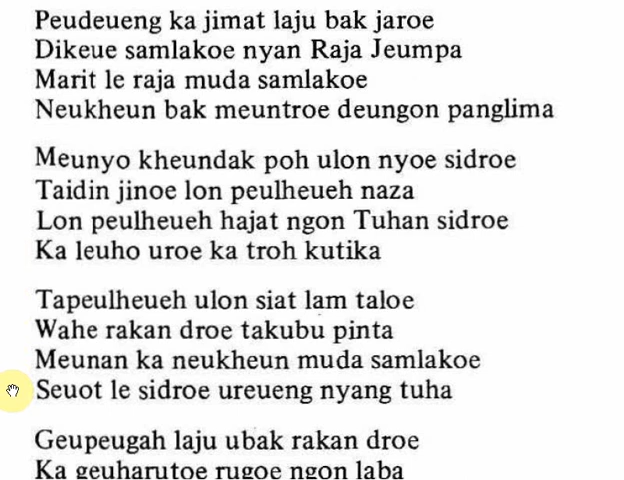 Peudeueng ka jimat laju bak jaroe
Dikeue samlakoe nyan Raja Jeumpa
Marit le raja muda samlakoe
Neukheun bak meuntroe deungon panglima
Meunyo kheundak poh ulon nyoe sidroe
Taidin jinoe lon peulheueh naza
Lon peulheueh hajat ngon Tuhan sidroe
Ka leuho uroe ka troh kutika
Tapeulheueh ulon siat lam taloe
Wahe rakan droe takubu pinta
Meunan ka neukheun muda samlakoe
Seuot le sidroe ureueng nyang tuha
Geupeugah laju ubak rakan droe
Ka geuharutoe rugoe ngon laba